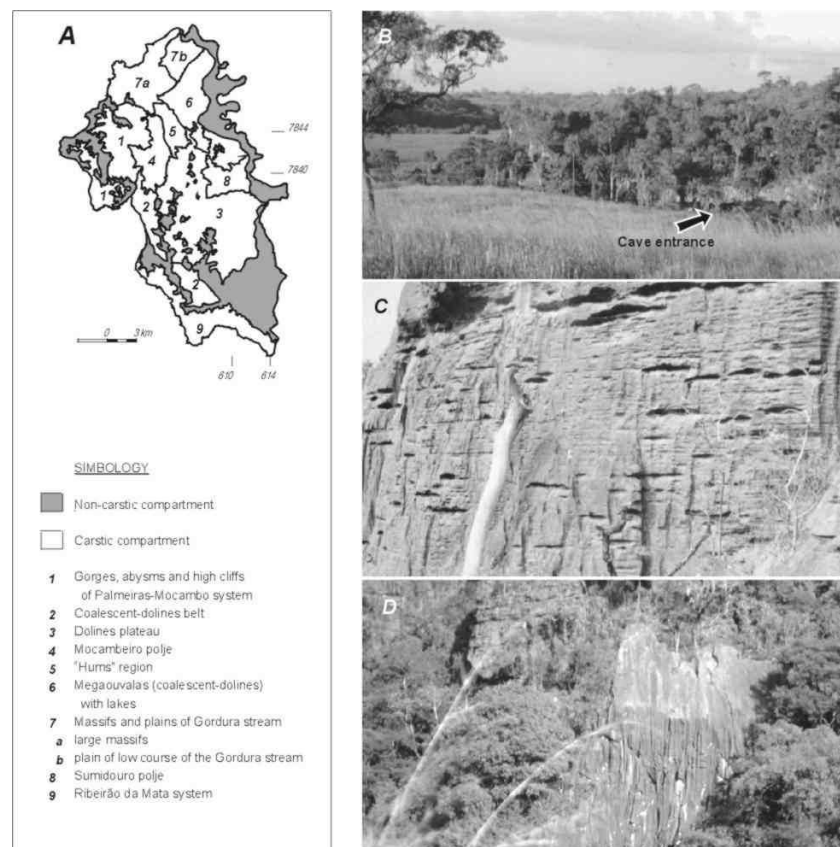 A
7b
7a
6
7844
5
1
4
7840
8
1
2
3
2
9
0 3 km
610 614
SIMBOLOGY
Non-carstic compartment
Carstic compartment
1 Gorges, abysms and high cliffs
of Palmeiras-Mocambo system
2 Coalescent-dolines belt
3 Dolines plateau
4 Mocambeiro polje
5 "Hums" region
6 Megaouvalas (coalescent-dolines)
with lakes
7 Massifs and plains of Gordura stream
a large massifs
b plain of low course of the Gordura stream
8 Sumidouro polje
9 Ribeirão da Mata system
B
Cave entrance
C
D